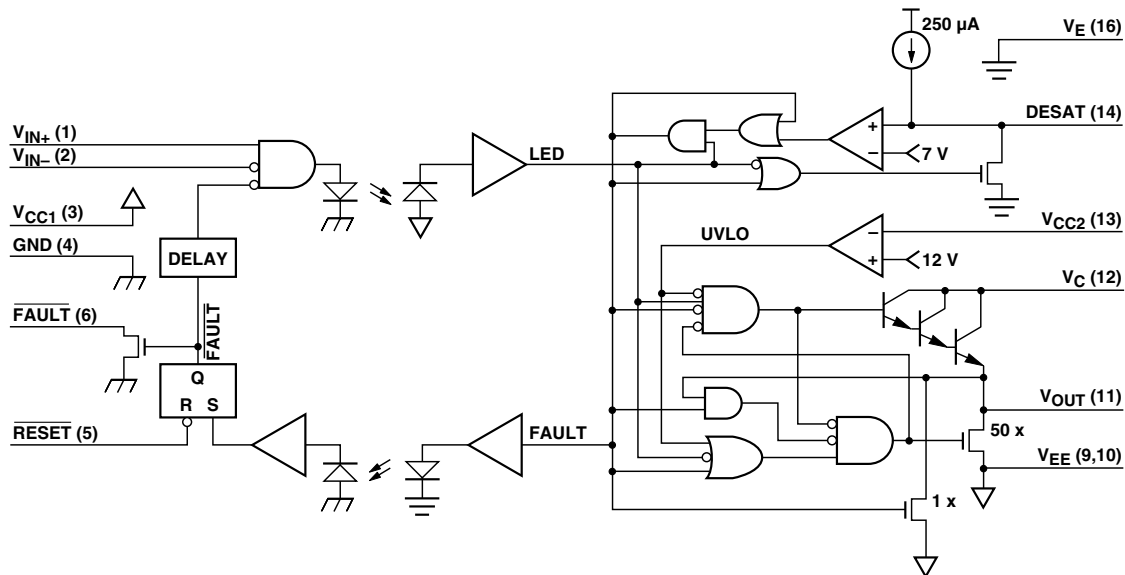 250 µA
V_E (16)
V_IN+ (1)
V_IN– (2)
LED
DESAT (14)
7 V
V_CC1 (3)
GND (4)
DELAY
UVLO
V_CC2 (13)
12 V
V_C (12)
FAULT (6)
FAULT
Q
R S
RESET (5)
FAULT
V_OUT (11)
50 x
V_EE (9,10)
1 x